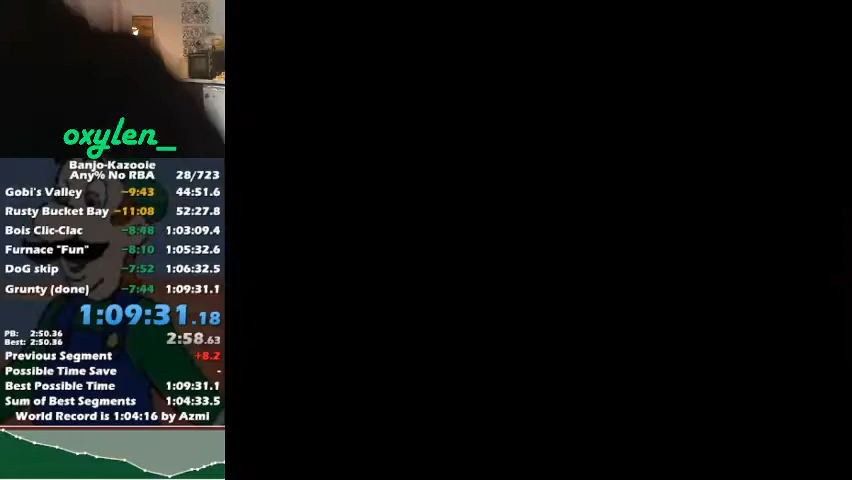 oxylen_
Banjo-Kazooie
Any% No RBA 28/723
Gobi's Valley -9:43 44:51.6
Rusty Bucket Bay -11:08 52:27.8
Bois Clic-Clac -8:48 1:03:09.4
Furnace "Fun" -8:10 1:05:32.6
DoG skip -7:52 1:06:32.5
Grunty (done) -7:44 1:09:31.1
1:09:31.18
PB: 2:50.36
Best: 2:50.36
2:58.63
Previous Segment +8.2
Possible Time Save -
Best Possible Time 1:09:31.1
Sum of Best Segments 1:04:33.5
World Record is 1:04:16 by Azmi